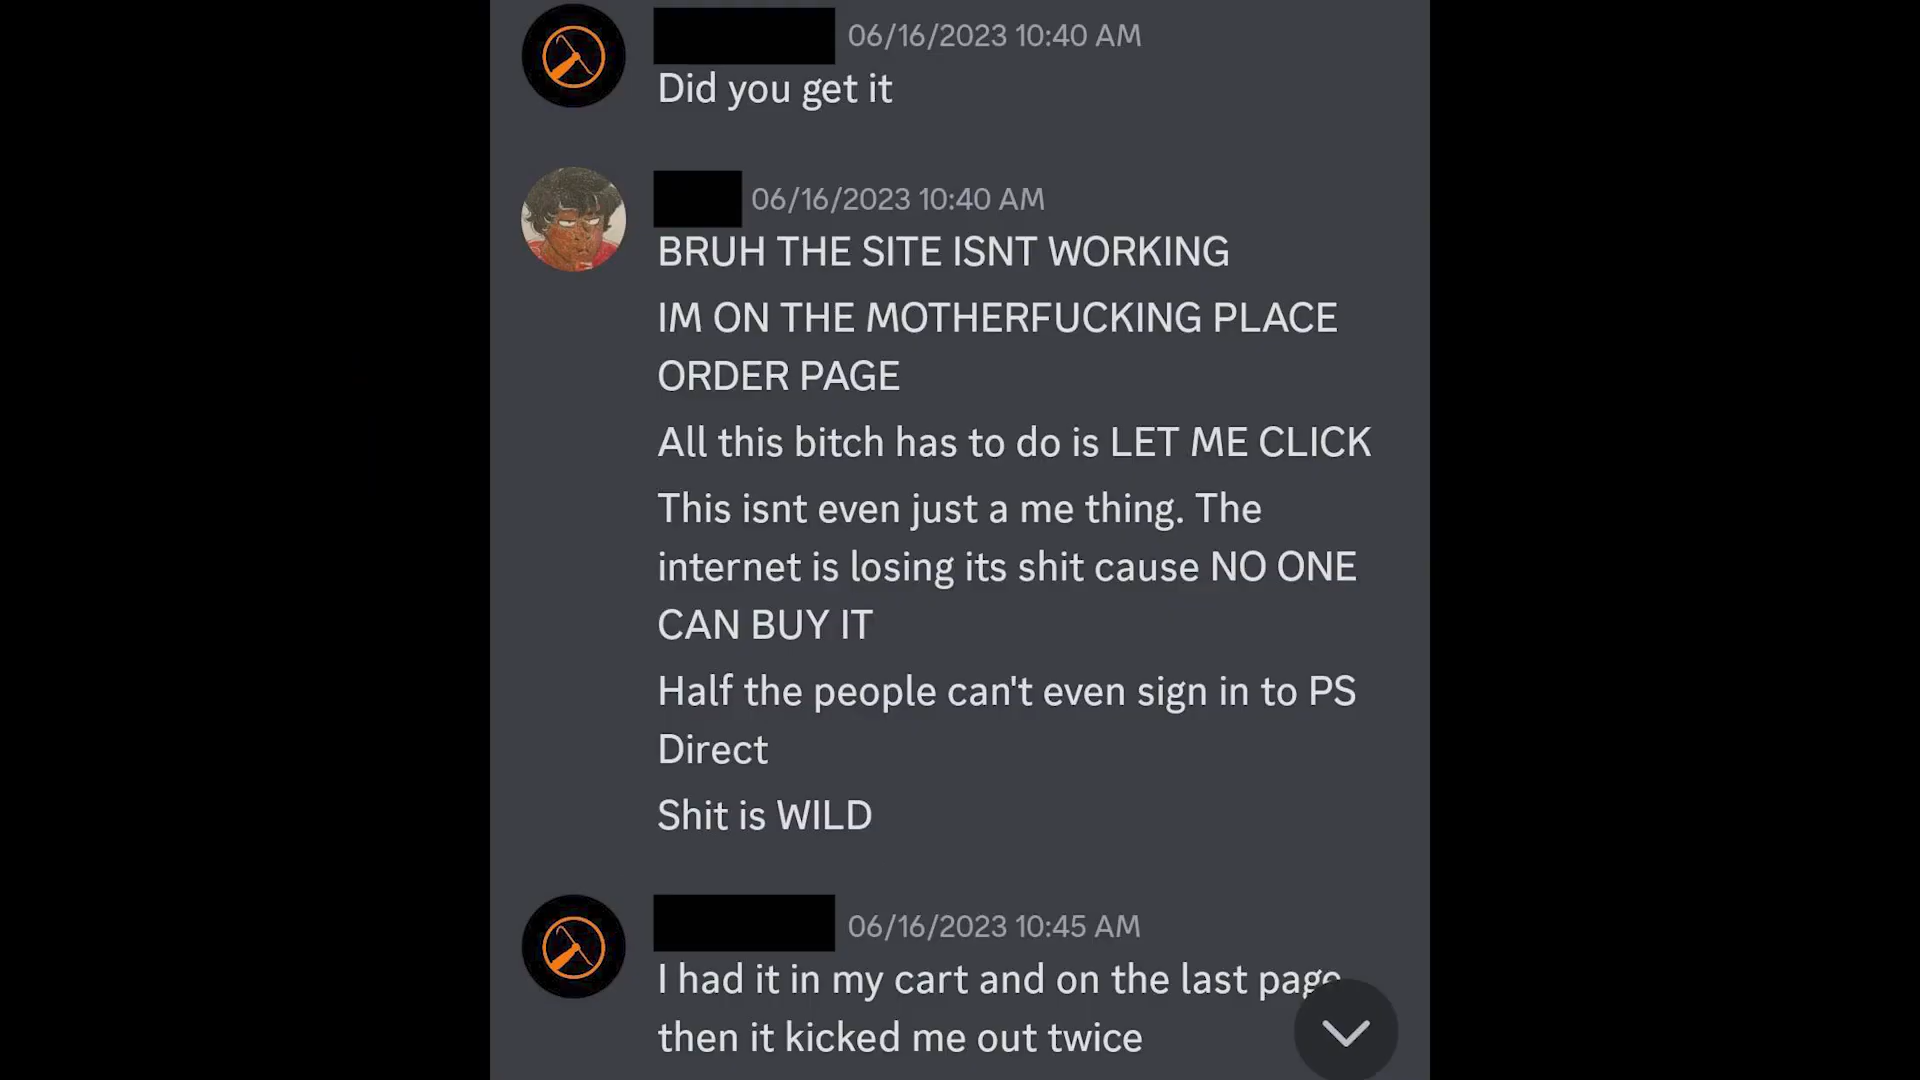 06/16/2023 10:40 AM
Did you get it
06/16/2023 10:40 AM
BRUH THE SITE ISNT WORKING
IM ON THE MOTHERFUCKING PLACE
ORDER PAGE
All this bitch has to do is LET ME CLICK
This isnt even just a me thing. The
internet is losing its shit cause NO ONE
CAN BUY IT
Half the people can't even sign in to PS
Direct
Shit is WILD
06/16/2023 10:45 AM
I had it in my cart and on the last page
then it kicked me out twice